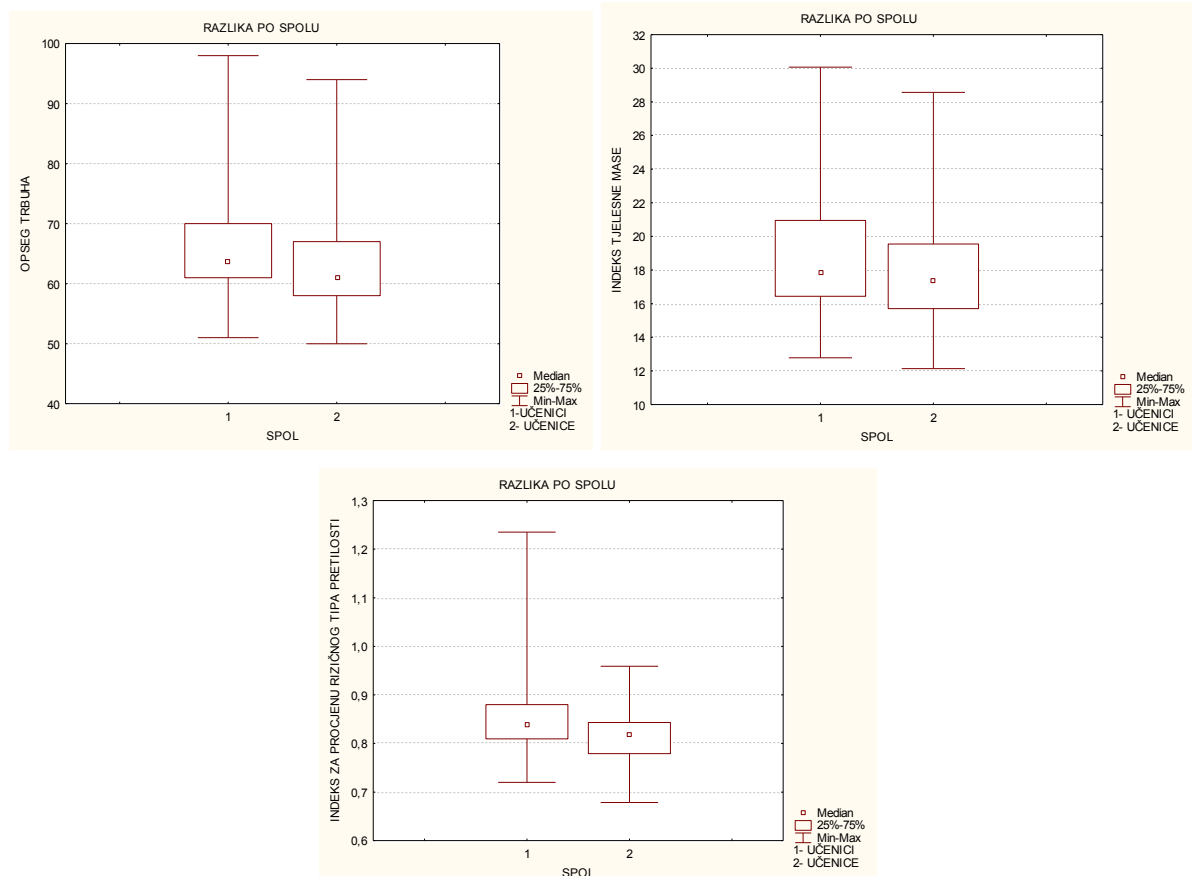 RAZLIKA PO SPOLU
OPSEG TRBUHA
100
90
80
70
60
50
40
1
2
SPOL
Median
25%-75%
Min-Max
1-UČENICI
2- UČENICE
RAZLIKA PO SPOLU
INDEKS TJELESNE MASE
32
30
28
26
24
22
20
18
16
14
12
10
1
2
SPOL
Median
25%-75%
Min-Max
1- UČENICI
2- UČENICE
RAZLIKA PO SPOLU
INDEKS ZA PROCJENU RIZIČNOG TIPA PRETILOSTI
1,3
1,2
1,1
1,0
0,9
0,8
0,7
0,6
1
2
SPOL
Median
25%-75%
Min-Max
1- UČENICI
2- UČENICE